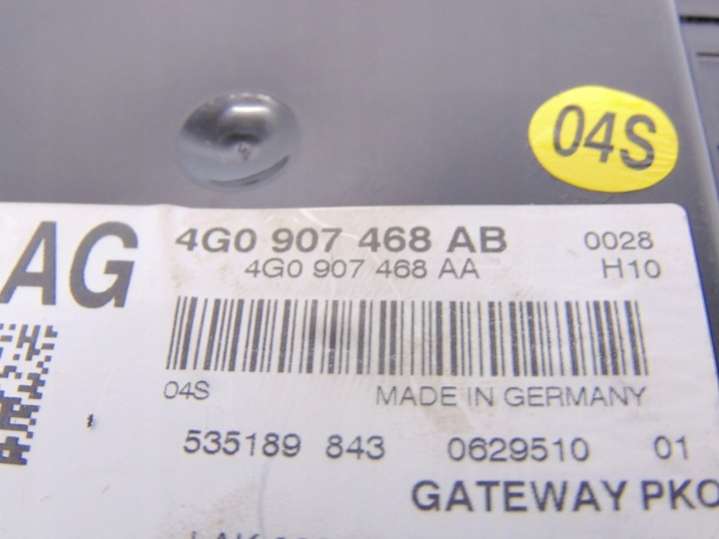 04S
AG
4G0 907 468 AB 0028
4G0 907 468 AA H10
04S MADE IN GERMANY
535189 843 0629510 01
GATEWAY PKO